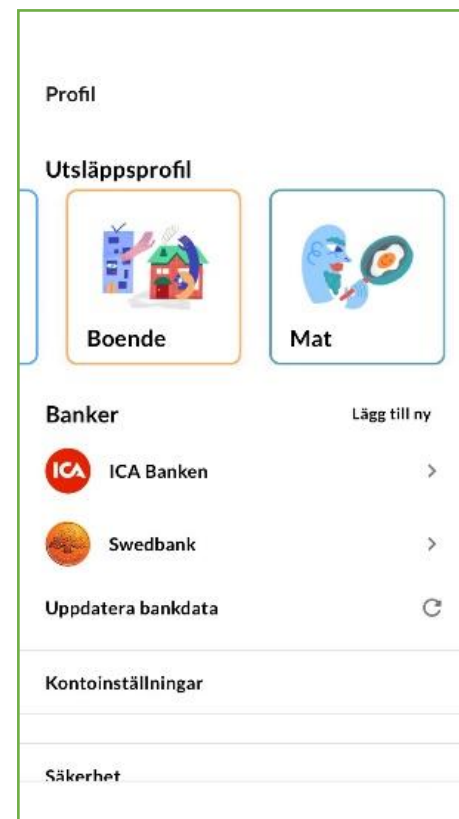 Profil
Utsläppsprofil
Boende
Mat
Banker
Lägg till ny
ICA
ICA Banken
Swedbank
Uppdatera bankdata
Kontoinställningar
Säkerhet